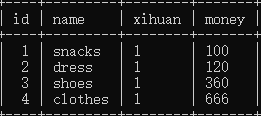 id name xihuan money
1 snacks 1 100
2 dress 1 120
3 shoes 1 360
4 clothes 1 666